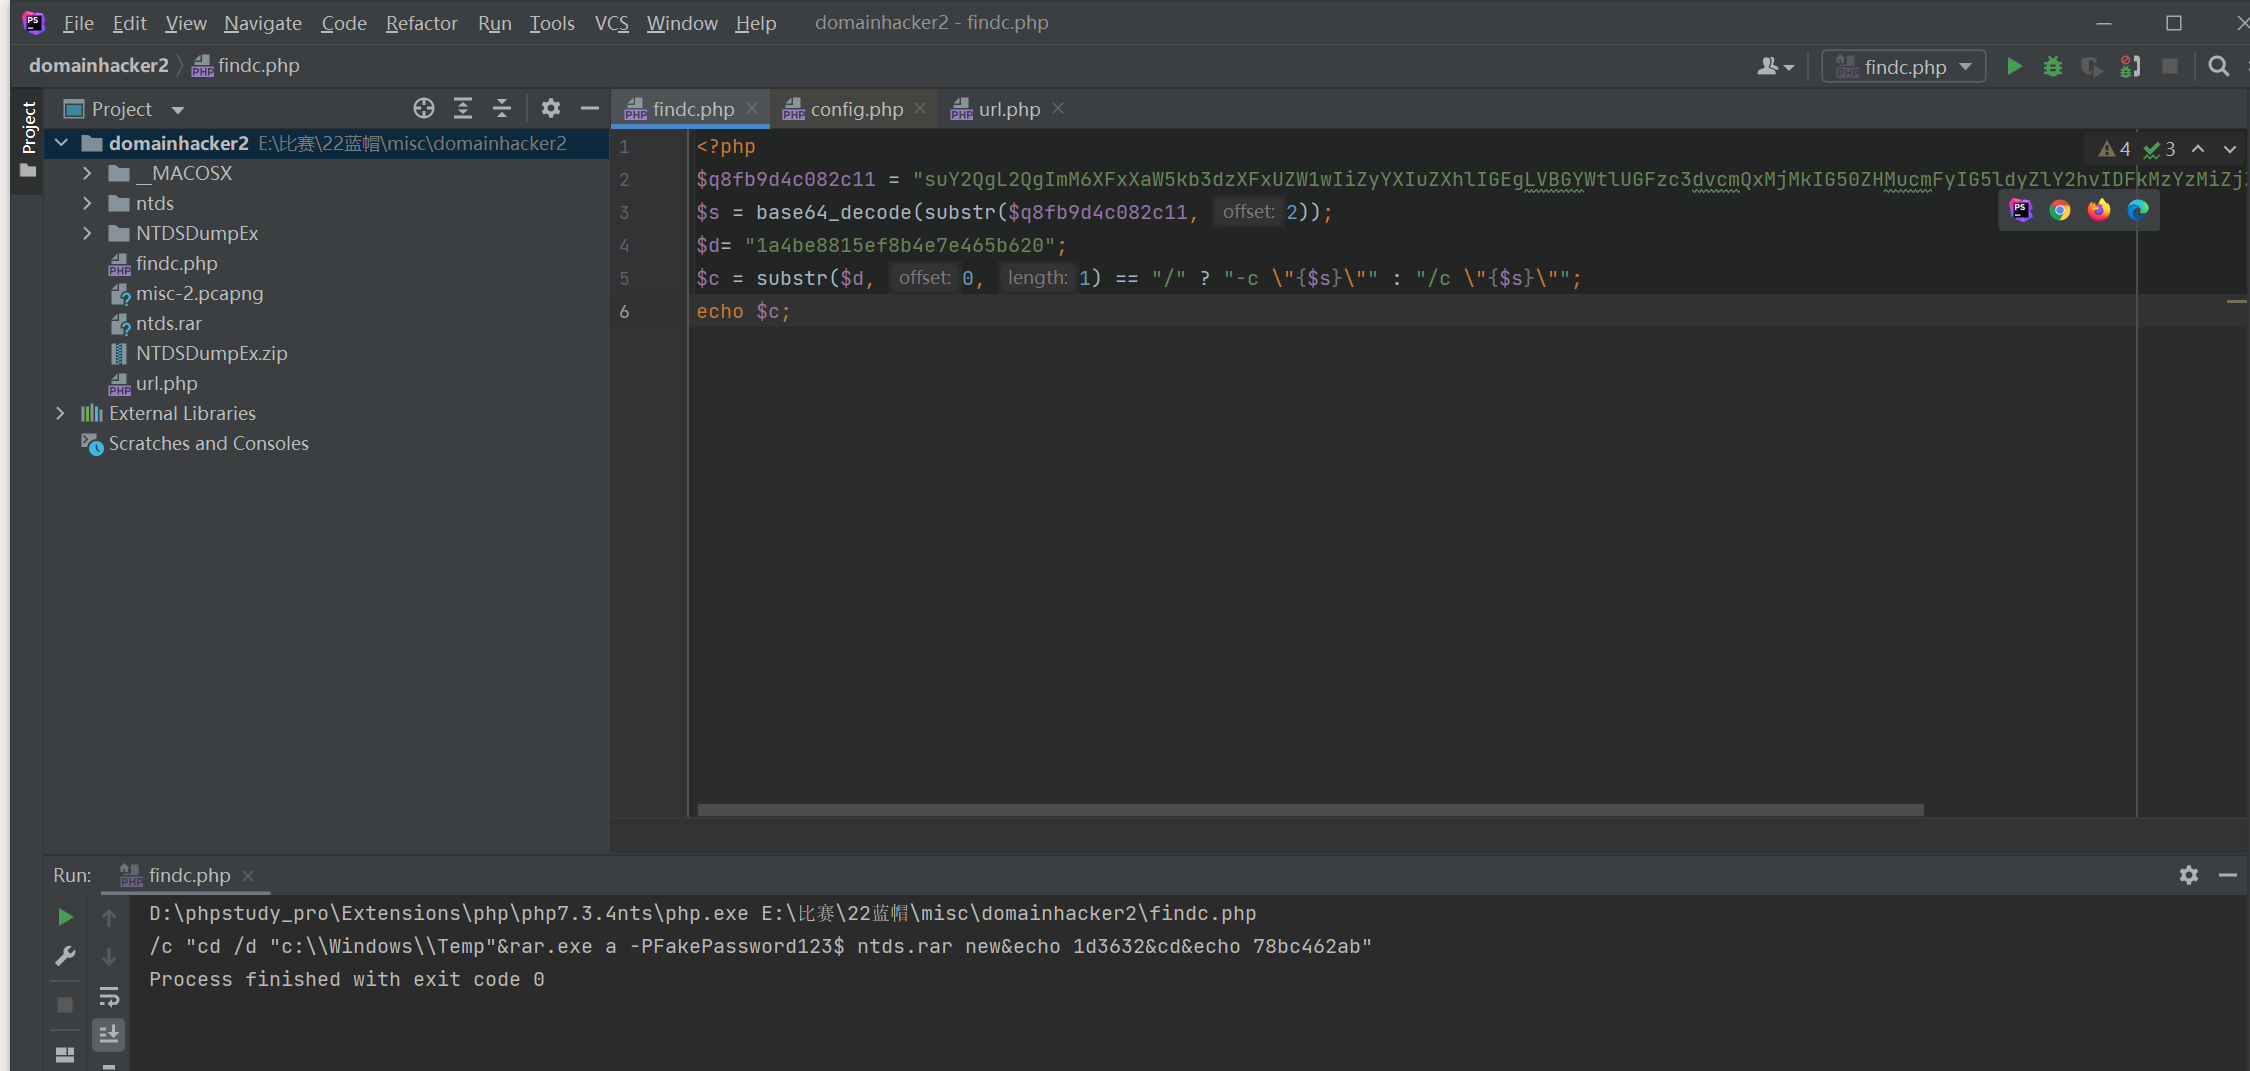 File Edit View Navigate Code Refactor Run Tools VCS Window Help domainhacker2 - findc.php
domainhacker2 findc.php
findc.php
Project
Project
findc.php config.php url.php
domainhacker2 E:\比赛\22蓝帽\misc\domainhacker2
__MACOSX
ntds
NTDSDumpEx
findc.php
misc-2.pcapng
ntds.rar
NTDSDumpEx.zip
url.php
External Libraries
Scratches and Consoles
4 3
1 <?php
2 $q8fb9d4c082c11 = "suY2QgL2QgImM6XFxXaW5kb3dzXFxUZW1wIiZyYXIuZXhlIGEgLVBGYWtlUGFzc3dvcmQxMjMkIG50ZHMucmFyIG5ldyZlY2hvIDFkMzYzMiZj
3 $s = base64_decode(substr($q8fb9d4c082c11, offset: 2));
4 $d= "1a4be8815ef8b4e7e465b620";
5 $c = substr($d, offset: 0, length: 1) == "/" ? "-c \"{$s}\"" : "/c \"{$s}\"";
6 echo $c;
Run: findc.php
D:\phpstudy_pro\Extensions\php\php7.3.4nts\php.exe E:\比赛\22蓝帽\misc\domainhacker2\findc.php
/c "cd /d "c:\\Windows\\Temp"&rar.exe a -PFakePassword123$ ntds.rar new&echo 1d3632&cd&echo 78bc462ab"
Process finished with exit code 0